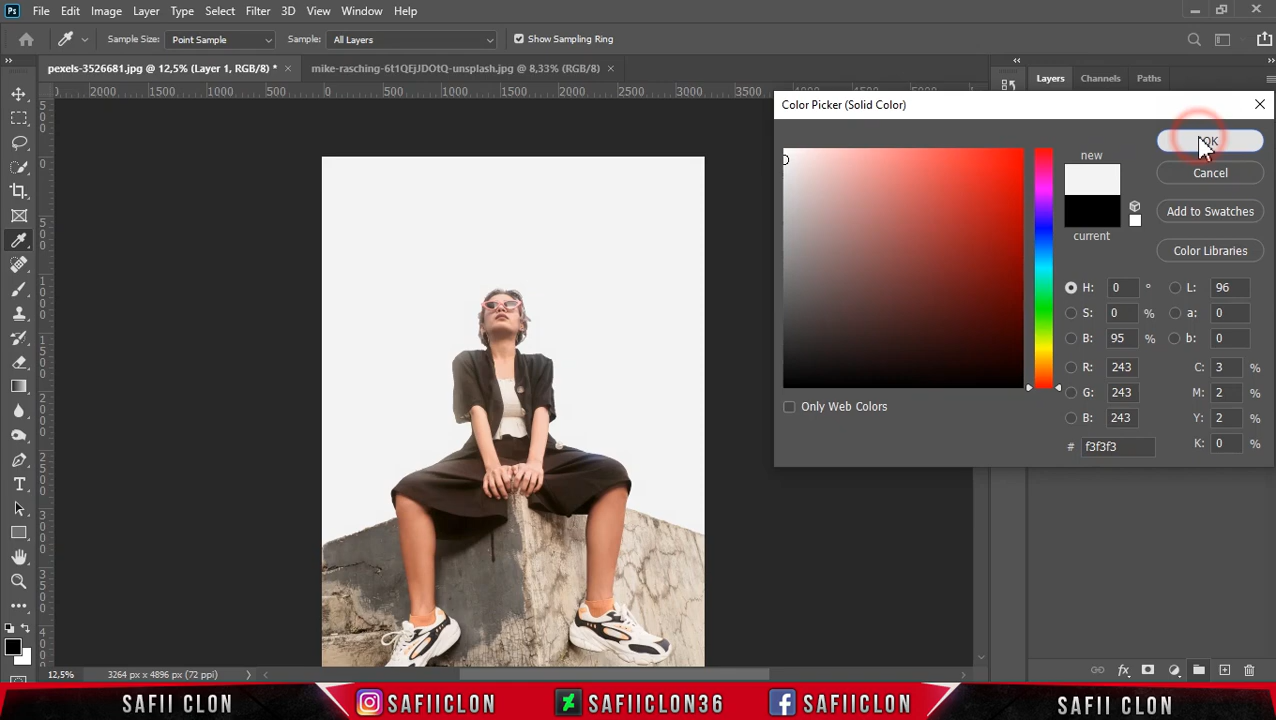 Ps File Edit Image Layer Type Select Filter 3D View Window Help
Sample Size: Point Sample Sample: All Layers Show Sampling Ring
pexels-3526681.jpg @ 12,5% (Layer 1, RGB/8) * × mike-rasching-6t1QEjJDOtQ-unsplash.jpg @ 8,33% (RGB/8) ×
Layers Channels Paths
2000 1500 1000 500 0 500 1000 1500 2000 2500 3000 3500
Color Picker (Solid Color)
OK
new
Cancel
Add to Swatches
current
Color Libraries
H: 0 ° L: 96
S: 0 % a: 0
B: 95 % b: 0
R: 243 C: 3 %
G: 243 M: 2 %
B: 243 Y: 2 %
# f3f3f3 K: 0 %
Only Web Colors
12,5% 3264 px x 4896 px (72 ppi)
SAFII CLON SAFIICLON SAFIICLON36 SAFIICLON SAFII CLON